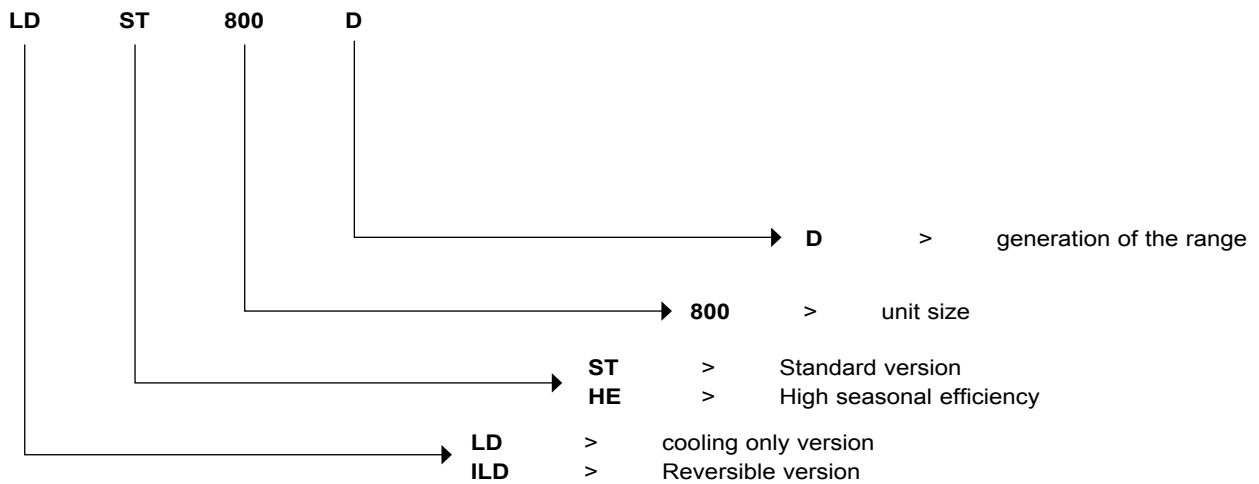 LD ST 800 D
D > generation of the range
800 > unit size
ST > Standard version
HE > High seasonal efficiency
LD > cooling only version
ILD > Reversible version